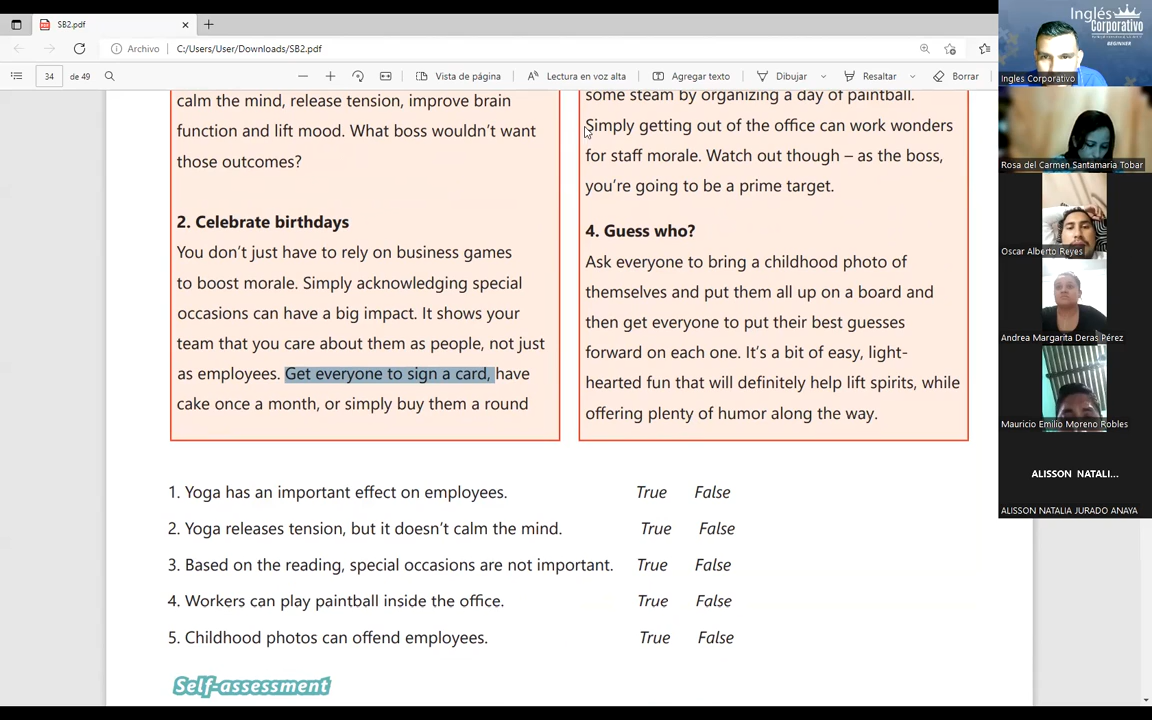 SB2.pdf
Archivo
C:/Users/User/Downloads/SB2.pdf
34
de 49
Vista de página
Lectura en voz alta
Agregar texto
Dibujar
Resaltar
Borrar
calm the mind, release tension, improve brain
function and lift mood. What boss wouldn't want
those outcomes?
2. Celebrate birthdays
You don't just have to rely on business games
to boost morale. Simply acknowledging special
occasions can have a big impact. It shows your
team that you care about them as people, not just
as employees. Get everyone to sign a card, have
cake once a month, or simply buy them a round
some steam by organizing a day of paintball.
Simply getting out of the office can work wonders
for staff morale. Watch out though – as the boss,
you're going to be a prime target.
4. Guess who?
Ask everyone to bring a childhood photo of
themselves and put them all up on a board and
then get everyone to put their best guesses
forward on each one. It's a bit of easy, light-
hearted fun that will definitely help lift spirits, while
offering plenty of humor along the way.
1. Yoga has an important effect on employees. True False
2. Yoga releases tension, but it doesn't calm the mind. True False
3. Based on the reading, special occasions are not important. True False
4. Workers can play paintball inside the office. True False
5. Childhood photos can offend employees. True False
Self-assessment
Inglés
Corporativo
BEGINNER
Ingles Corporativo
Rosa del Carmen Santamaria Tobar
Oscar Alberto Reyes
Andrea Margarita Deras Pérez
Mauricio Emilio Moreno Robles
ALISSON NATALI...
ALISSON NATALIA JURADO ANAYA